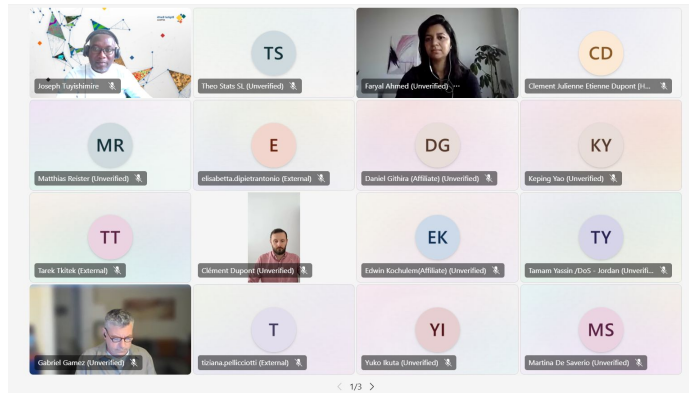 Joseph Tuyishimire
TS
Theo Stats SL (Unverified)
Faryal Ahmed (Unverified) ···
CD
Clement Julienne Etienne Dupont [H...
MR
Matthias Reister (Unverified)
E
elisabetta.dipietrantonio (External)
DG
Daniel Githira (Affiliate) (Unverified)
KY
Keping Yao (Unverified)
TT
Tarek Tkitek (External)
Clément Dupont (Unverified)
EK
Edwin Kochulem(Affiliate) (Unverified)
TY
Tamam Yassin /DoS - Jordan (Unverifi...
Gabriel Gamez (Unverified)
T
tiziana.pellicciotti (External)
YI
Yuko Ikuta (Unverified)
MS
Martina De Saverio (Unverified)
1/3